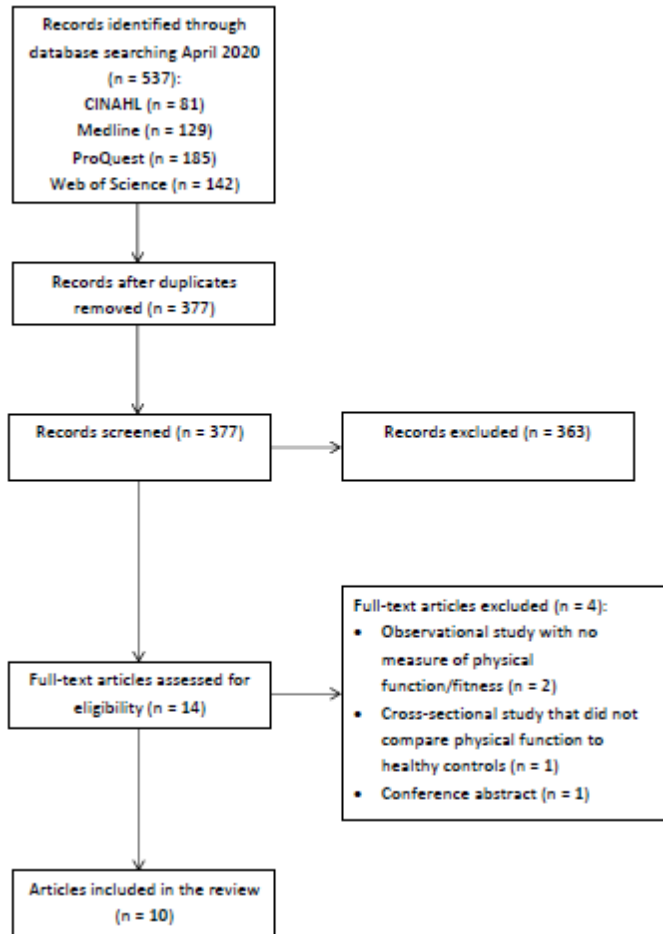 Records identified through
database searching April 2020
(n = 537):
CINAHL (n = 81)
Medline (n = 129)
ProQuest (n = 185)
Web of Science (n = 142)
Records after duplicates
removed (n = 377)
Records screened (n = 377)
Records excluded (n = 363)
Full-text articles assessed for
eligibility (n = 14)
Full-text articles excluded (n = 4):
• Observational study with no
measure of physical
function/fitness (n = 2)
• Cross-sectional study that did not
compare physical function to
healthy controls (n = 1)
• Conference abstract (n = 1)
Articles included in the review
(n = 10)